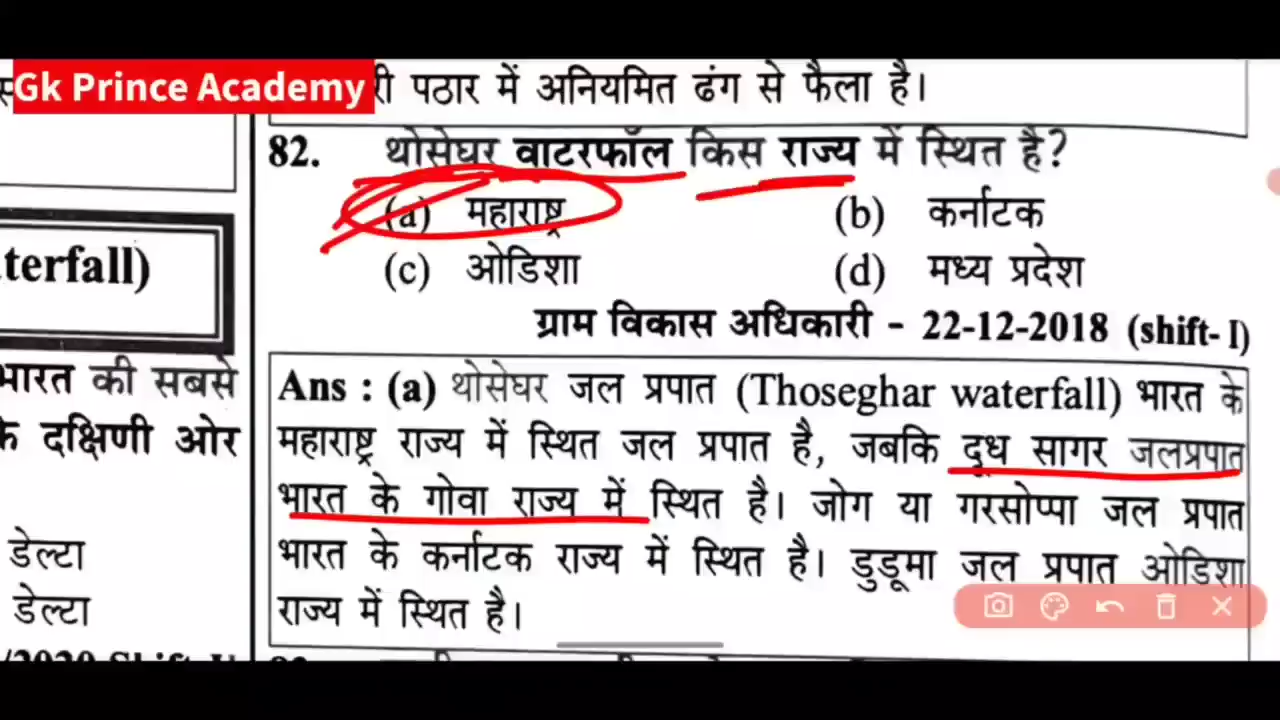 Gk Prince Academy
री पठार में अनियमित ढंग से फैला है।
82. थोसेघर वाटरफॉल किस राज्य में स्थित है?
(a) महाराष्ट्र (b) कर्नाटक
(c) ओडिशा (d) मध्य प्रदेश
ग्राम विकास अधिकारी - 22-12-2018 (shift- I)
Ans : (a) थोसेघर जल प्रपात (Thoseghar waterfall) भारत के
महाराष्ट्र राज्य में स्थित जल प्रपात है, जबकि दूध सागर जलप्रपात
भारत के गोवा राज्य में स्थित है। जोग या गरसोप्पा जल प्रपात
भारत के कर्नाटक राज्य में स्थित है। डुडूमा जल प्रपात ओडिशा
राज्य में स्थित है।
terfall)
भारत की सबसे
के दक्षिणी ओर
डेल्टा
डेल्टा